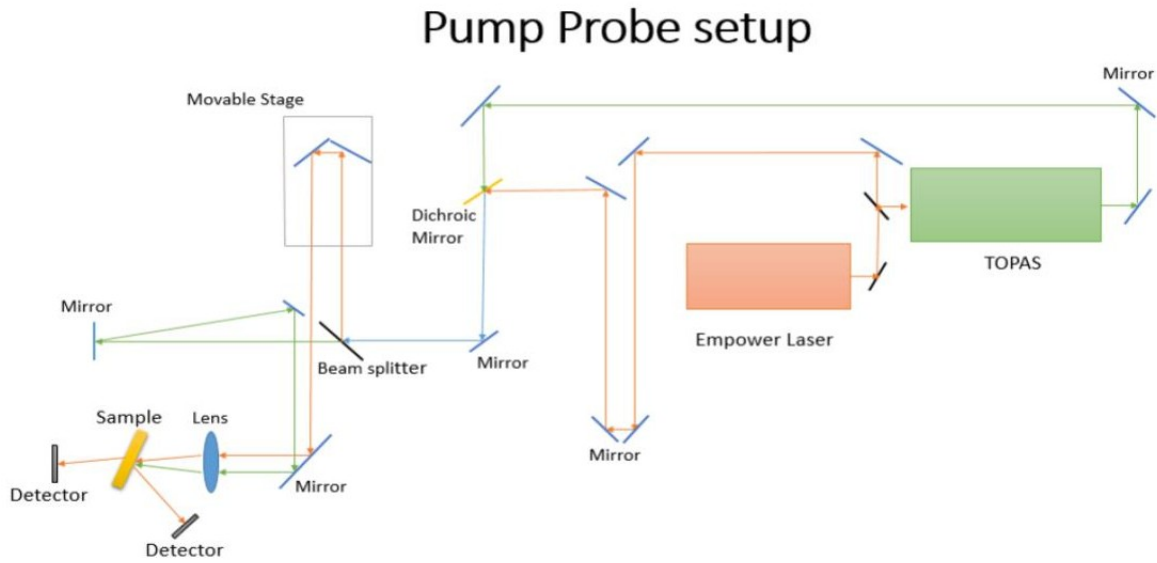 Pump Probe setup
Mirror
Movable Stage
Dichroic
Mirror
TOPAS
Mirror
Empower Laser
Mirror
Beam splitter
Sample
Lens
Mirror
Mirror
Detector
Detector